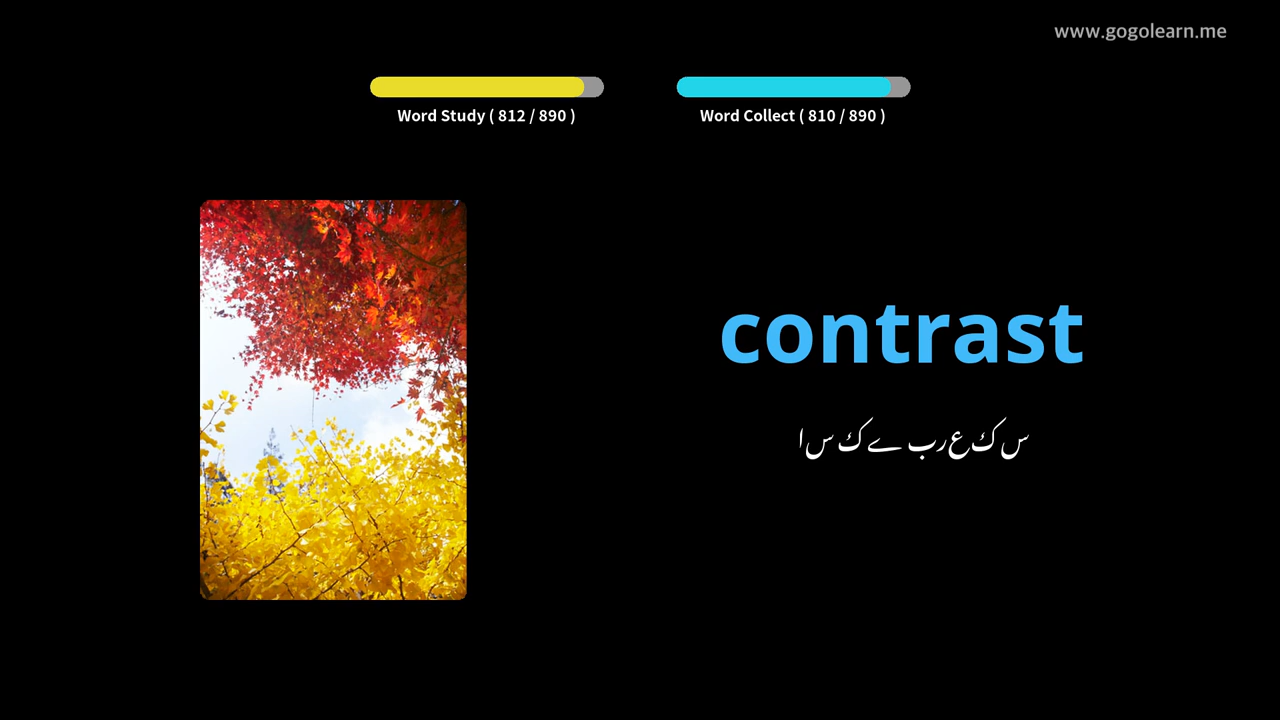 www.gogolearn.me
Word Study ( 812 / 890 )
Word Collect ( 810 / 890 )
contrast
س ک ع ر ب ے ک س ا